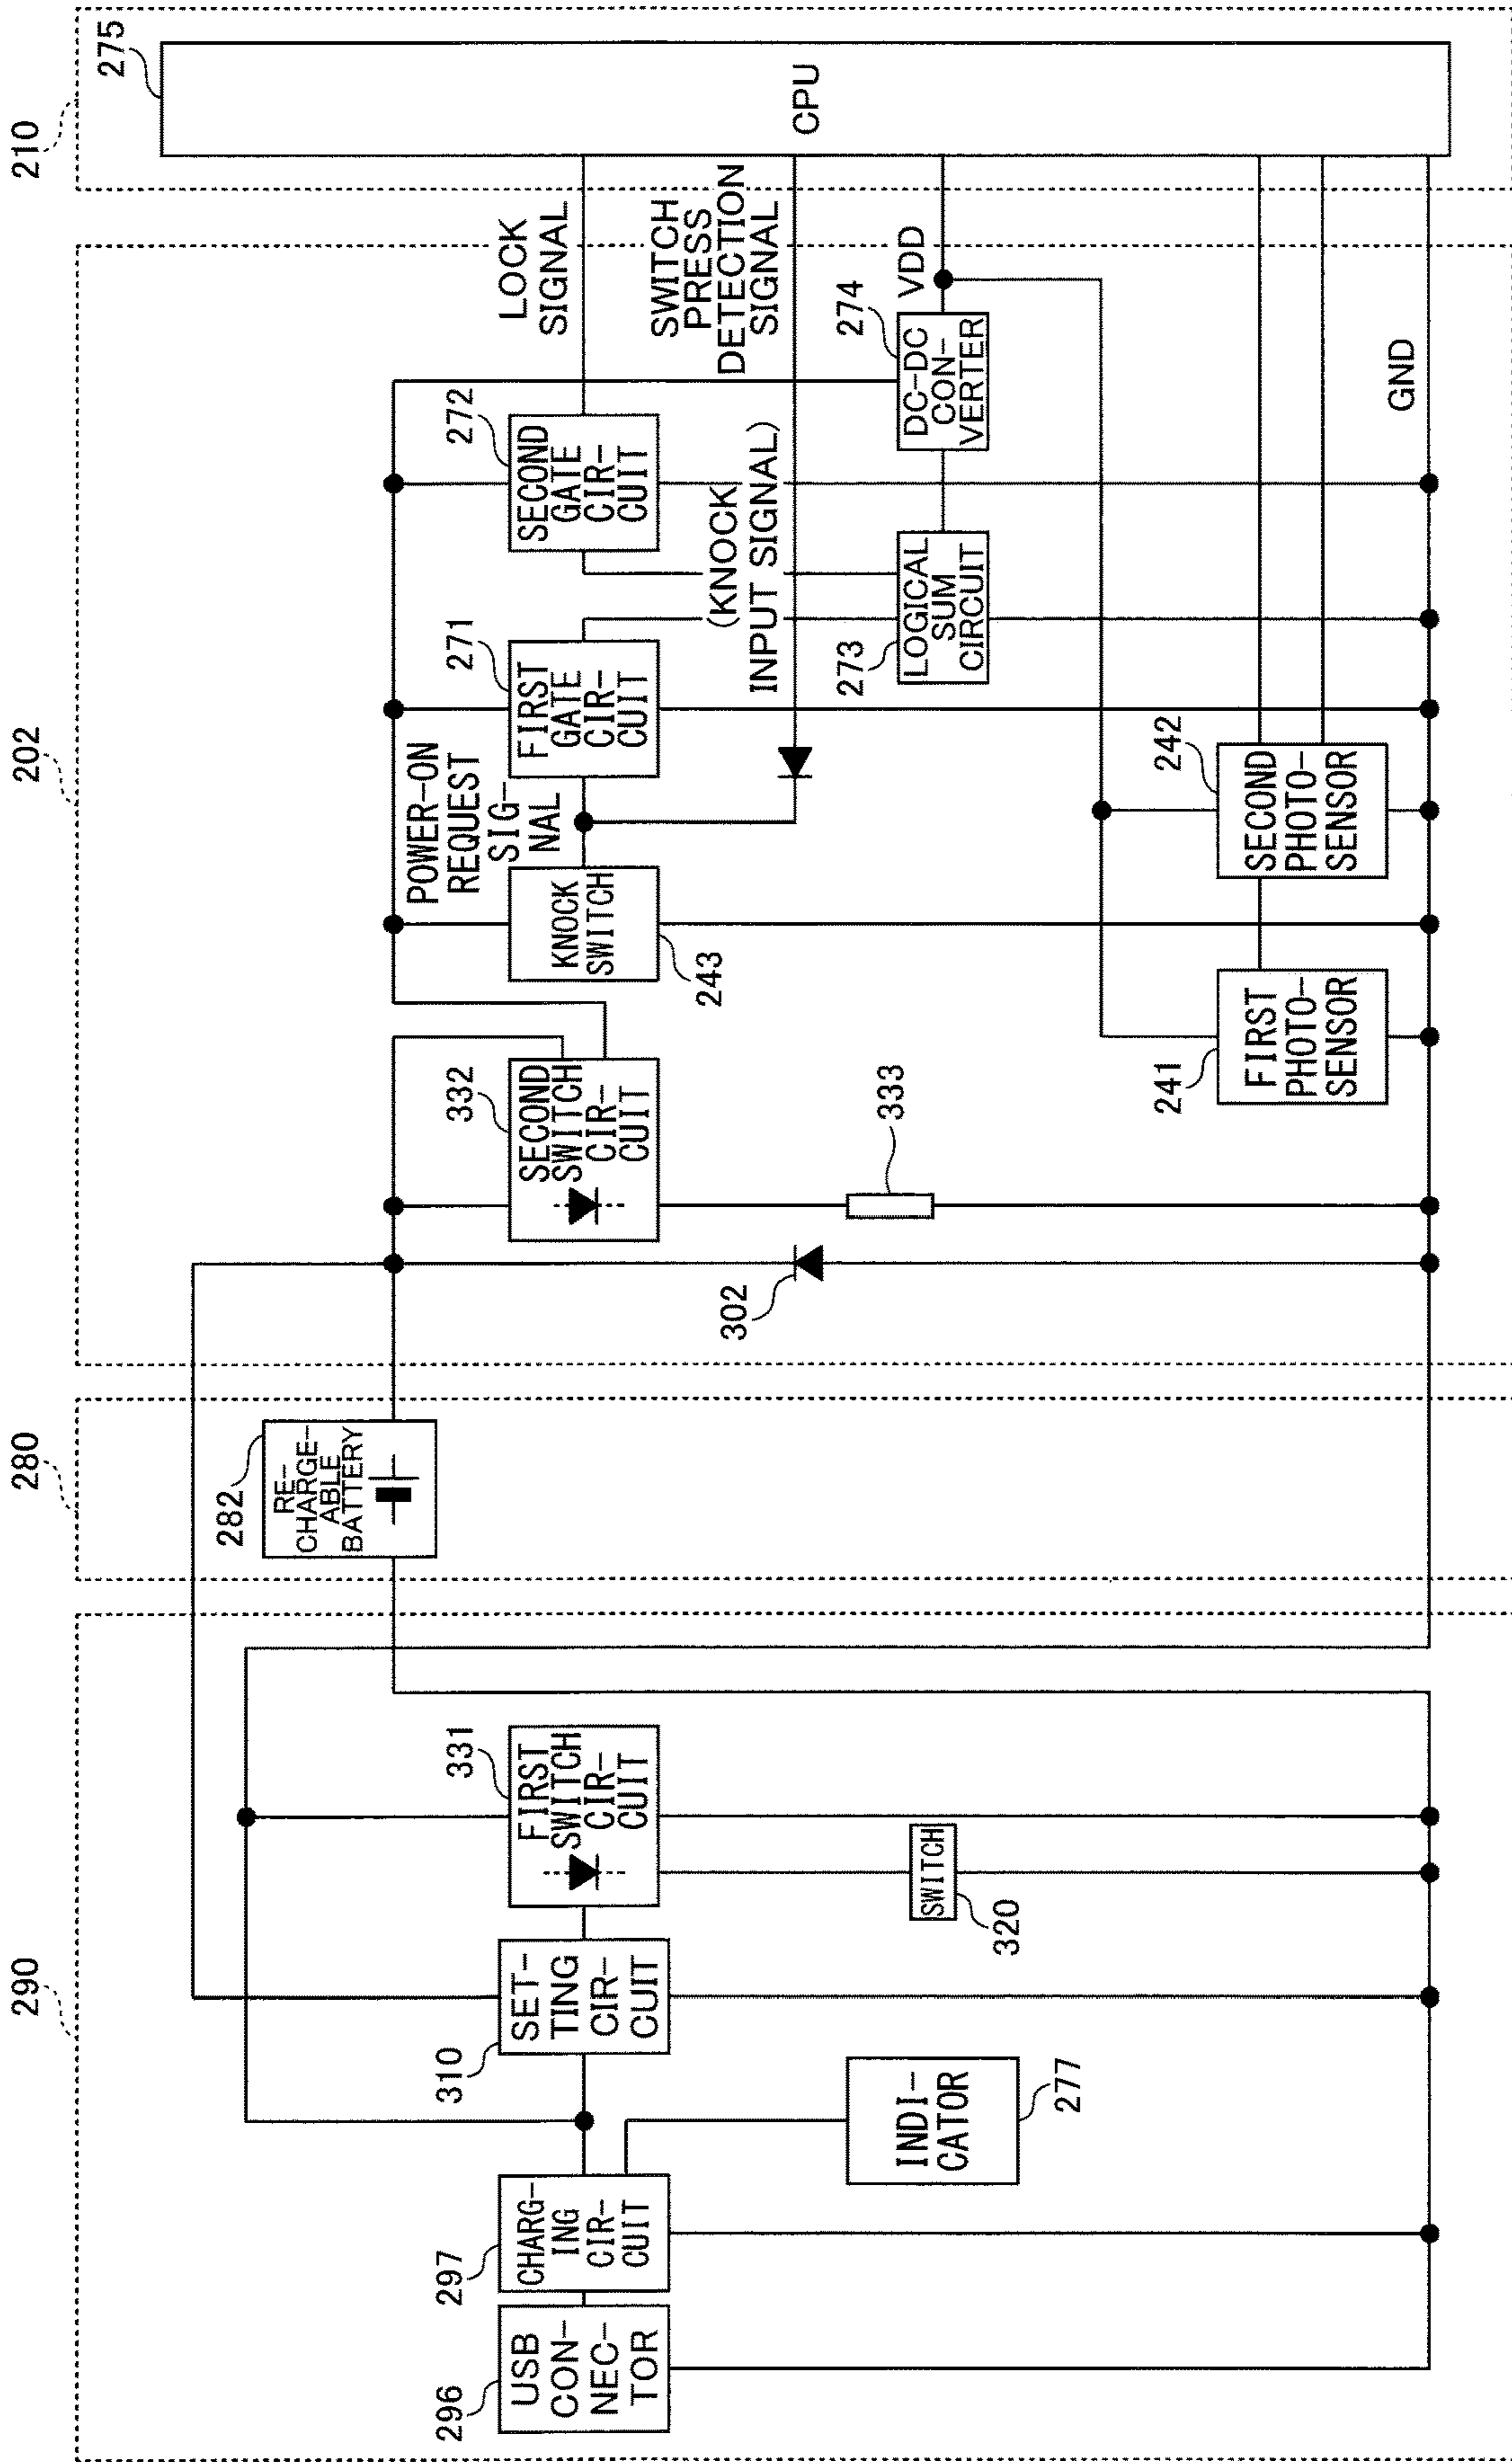 290
280
202
210
296
USB
CON-
NEC-
TOR
297
CHARG-
ING
CIR-
CUIT
INDI-
CATOR
277
310
SET-
TING
CIR-
CUIT
331
FIRST
SWITCH
CIR-
CUIT
SWITCH
320
282
RE-
CHARGE-
ABLE
BATTERY
302
332
SECOND
SWITCH
CIR-
CUIT
333
KNOCK
SWITCH
243
POWER-ON
REQUEST
SIG-
NAL
271
FIRST
GATE
CIR-
CUIT
272
SECOND
GATE
CIR-
CUIT
LOCK
SIGNAL
SWITCH
PRESS
DETECTION
SIGNAL
(KNOCK
INPUT SIGNAL)
273
LOGICAL
SUM
CIRCUIT
274
DC-DC
CON-
VERTER
VDD
241
FIRST
PHOTO-
SENSOR
242
SECOND
PHOTO-
SENSOR
GND
275
CPU